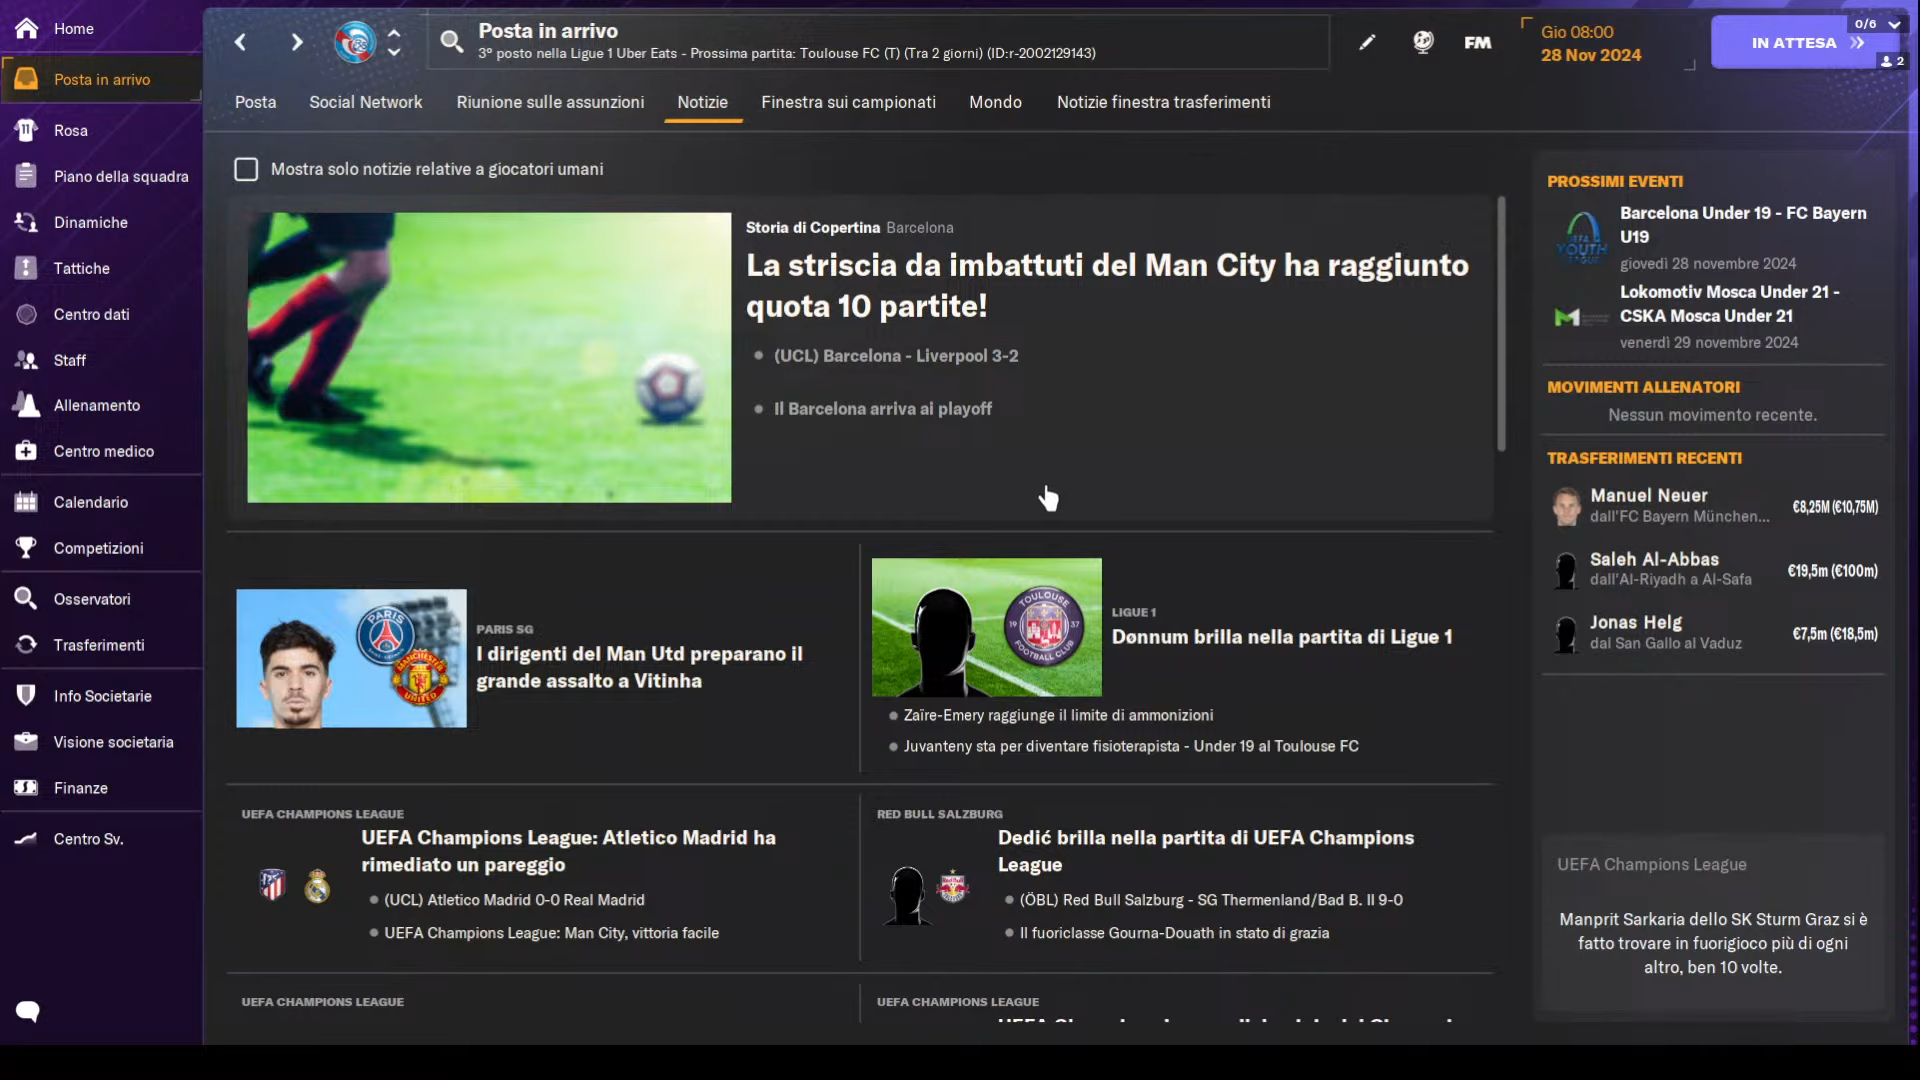 Home
Posta in arrivo
Rosa
Piano della squadra
Dinamiche
Tattiche
Centro dati
Staff
Allenamento
Centro medico
Calendario
Competizioni
Osservatori
Trasferimenti
Info Societarie
Visione societaria
Finanze
Centro Sv.
Posta in arrivo
3° posto nella Ligue 1 Uber Eats - Prossima partita: Toulouse FC (T) (Tra 2 giorni) (ID:r-2002129143)
FM
Gio 08:00
28 Nov 2024
IN ATTESA
0/6
2
Posta
Social Network
Riunione sulle assunzioni
Notizie
Finestra sui campionati
Mondo
Notizie finestra trasferimenti
Mostra solo notizie relative a giocatori umani
Storia di Copertina Barcelona
La striscia da imbattuti del Man City ha raggiunto
quota 10 partite!
(UCL) Barcelona - Liverpool 3-2
Il Barcelona arriva ai playoff
PARIS
MANCHESTER
UNITED
PARIS SG
I dirigenti del Man Utd preparano il
grande assalto a Vitinha
TOULOUSE
19 37
FOOTBALL CLUB
LIGUE 1
Dønnum brilla nella partita di Ligue 1
Zaïre-Emery raggiunge il limite di ammonizioni
Juvanteny sta per diventare fisioterapista - Under 19 al Toulouse FC
UEFA CHAMPIONS LEAGUE
UEFA Champions League: Atletico Madrid ha
rimediato un pareggio
(UCL) Atletico Madrid 0-0 Real Madrid
UEFA Champions League: Man City, vittoria facile
RED BULL SALZBURG
Dedić brilla nella partita di UEFA Champions
League
(ÖBL) Red Bull Salzburg - SG Thermenland/Bad B. II 9-0
Il fuoriclasse Gourna-Douath in stato di grazia
UEFA CHAMPIONS LEAGUE
UEFA CHAMPIONS LEAGUE
PROSSIMI EVENTI
UEFA
YOUTH
LEAGUE
Barcelona Under 19 - FC Bayern
U19
giovedì 28 novembre 2024
Lokomotiv Mosca Under 21 -
CSKA Mosca Under 21
venerdì 29 novembre 2024
MOVIMENTI ALLENATORI
Nessun movimento recente.
TRASFERIMENTI RECENTI
Manuel Neuer
dall'FC Bayern München...
€8,25M (€10,75M)
Saleh Al-Abbas
dall'Al-Riyadh a Al-Safa
€19,5m (€100m)
Jonas Helg
dal San Gallo al Vaduz
€7,5m (€18,5m)
UEFA Champions League
Manprit Sarkaria dello SK Sturm Graz si è
fatto trovare in fuorigioco più di ogni
altro, ben 10 volte.